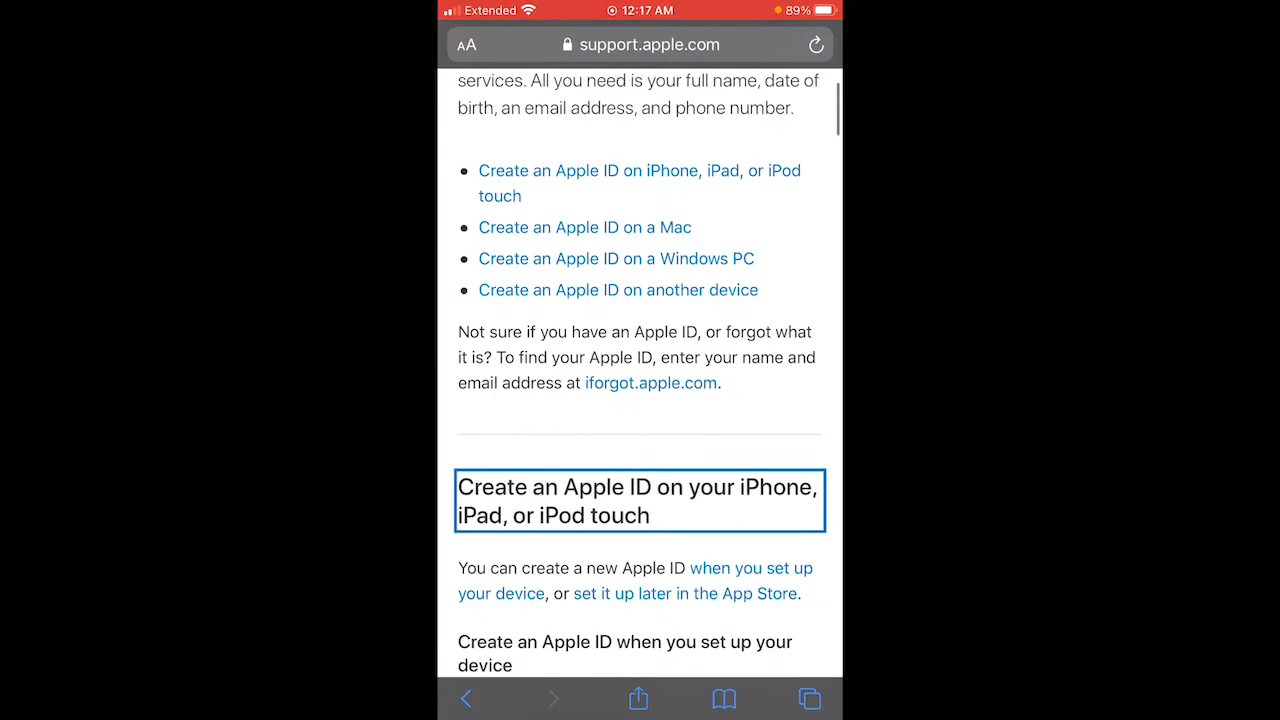 Extended 12:17 AM 89%
AA support.apple.com
services. All you need is your full name, date of
birth, an email address, and phone number.
Create an Apple ID on iPhone, iPad, or iPod
touch
Create an Apple ID on a Mac
Create an Apple ID on a Windows PC
Create an Apple ID on another device
Not sure if you have an Apple ID, or forgot what
it is? To find your Apple ID, enter your name and
email address at iforgot.apple.com.
Create an Apple ID on your iPhone,
iPad, or iPod touch
You can create a new Apple ID when you set up
your device, or set it up later in the App Store.
Create an Apple ID when you set up your
device